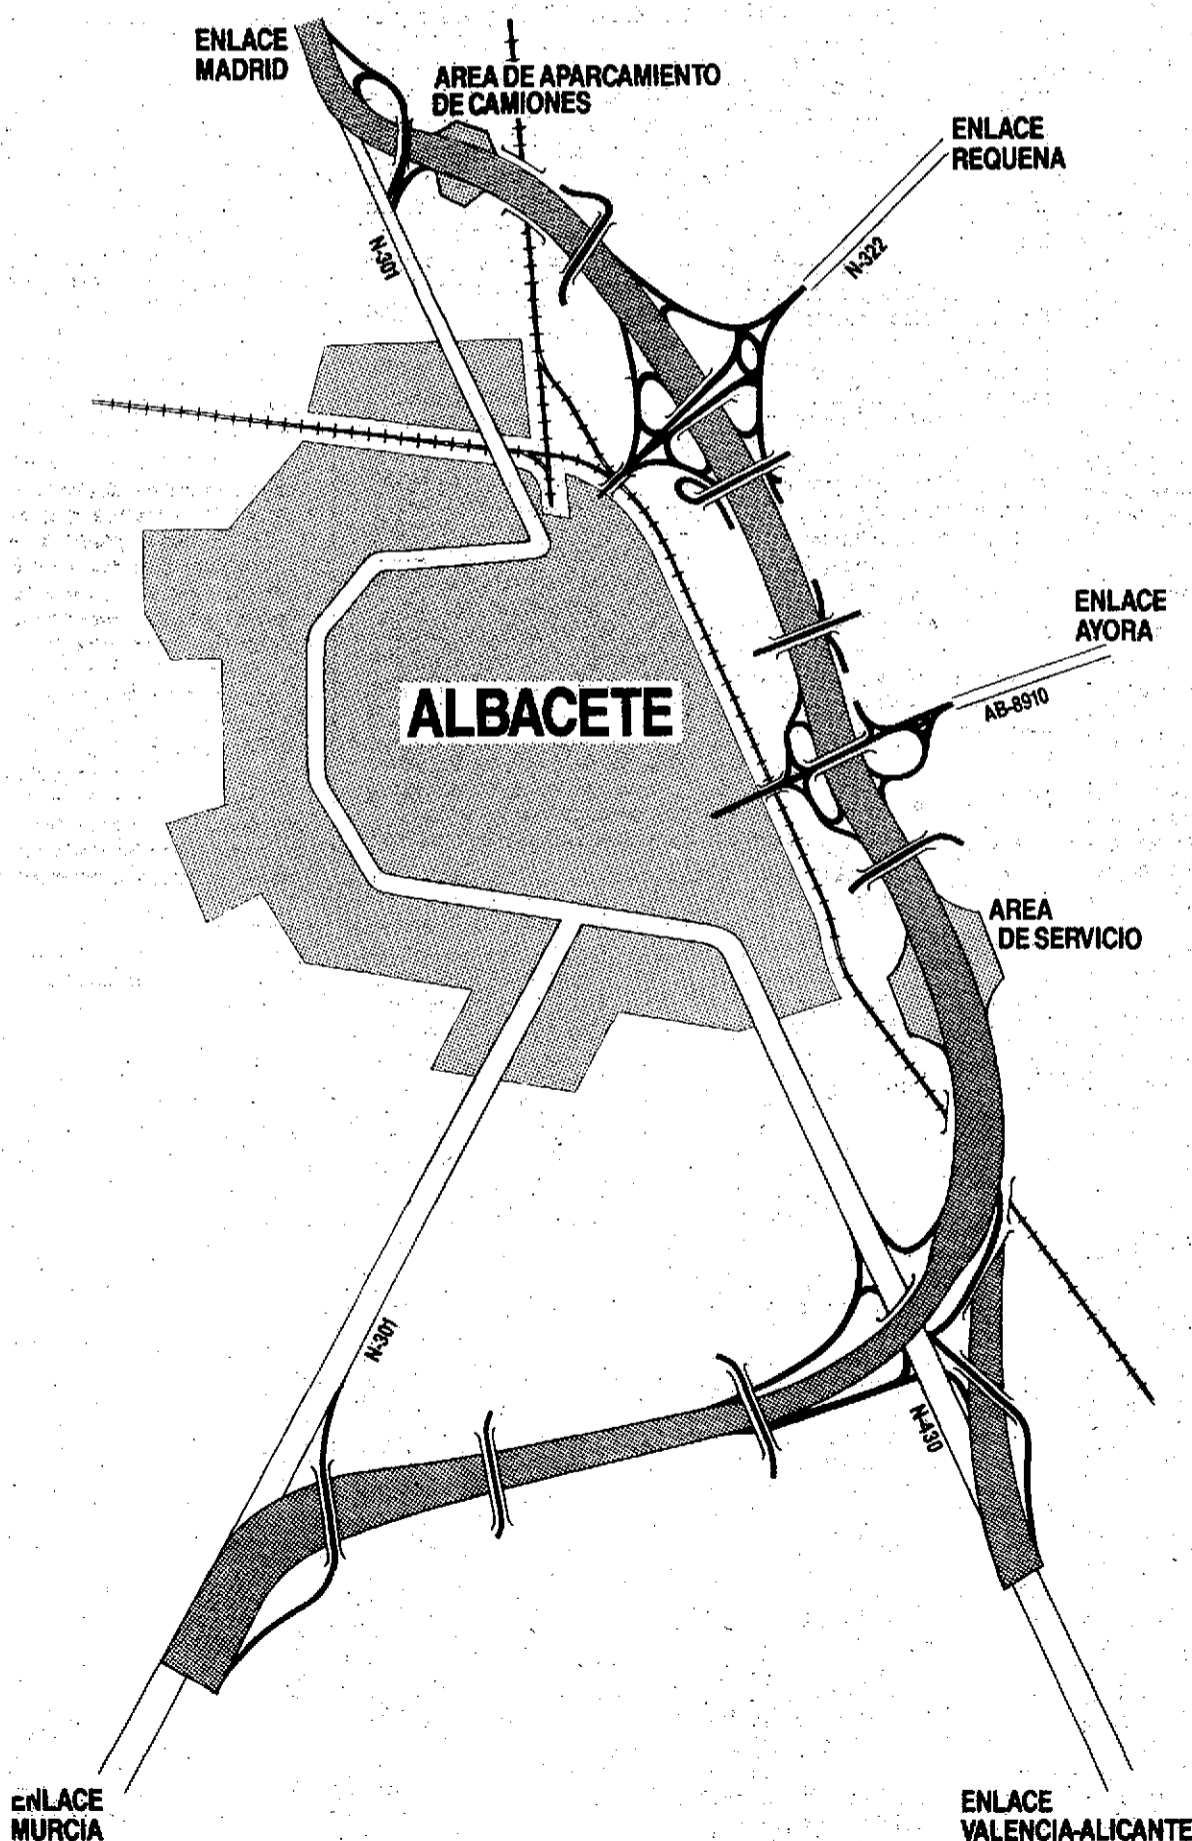 ENLACE
MADRID
AREA DE APARCAMIENTO
DE CAMIONES
ENLACE
REQUENA
N-301
N-322
ENLACE
AYORA
AB-8910
ALBACETE
AREA
DE SERVICIO
N-301
N-430
ENLACE
MURCIA
ENLACE
VALENCIA-ALICANTE